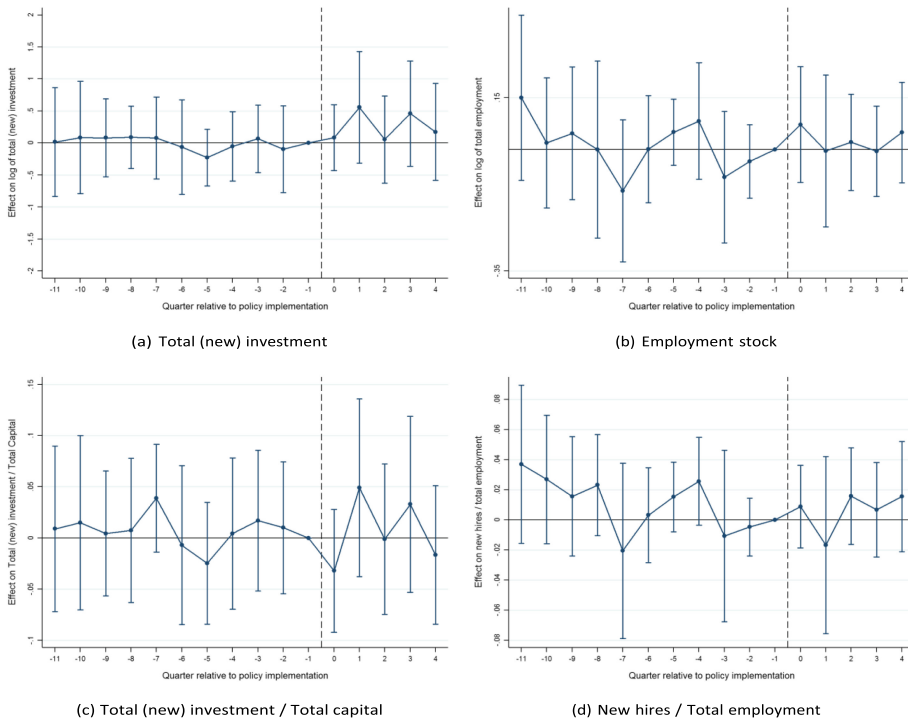 2
1.5
1
.5
0
-.5
-1
-1.5
-2
Effect on log of total (new) investment
-11 -10 -9 -8 -7 -6 -5 -4 -3 -2 -1 0 1 2 3 4
Quarter relative to policy implementation
(a) Total (new) investment
.15
-.35
Effect on log of total employment
-11 -10 -9 -8 -7 -6 -5 -4 -3 -2 -1 0 1 2 3 4
Quarter relative to policy implementation
(b) Employment stock
.15
.1
.05
0
-.05
-.1
Effect on Total (new) investment / Total Capital
-11 -10 -9 -8 -7 -6 -5 -4 -3 -2 -1 0 1 2 3 4
Quarter relative to policy implementation
(c) Total (new) investment / Total capital
.08
.06
.04
.02
0
-.02
-.04
-.06
-.08
Effect on new hires / total employment
-11 -10 -9 -8 -7 -6 -5 -4 -3 -2 -1 0 1 2 3 4
Quarter relative to policy implementation
(d) New hires / Total employment